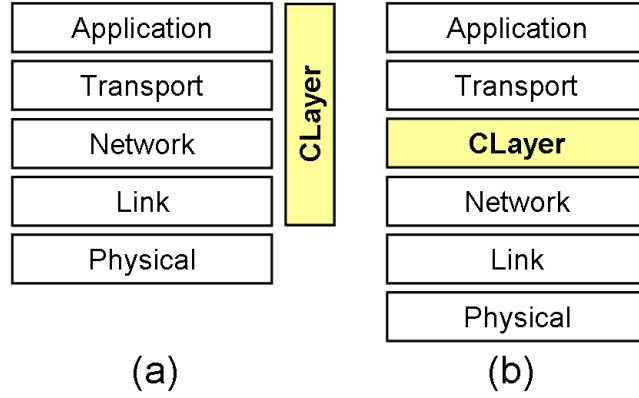 Application
Transport
Network
Link
Physical
CLayer
(a)
Application
Transport
CLayer
Network
Link
Physical
(b)